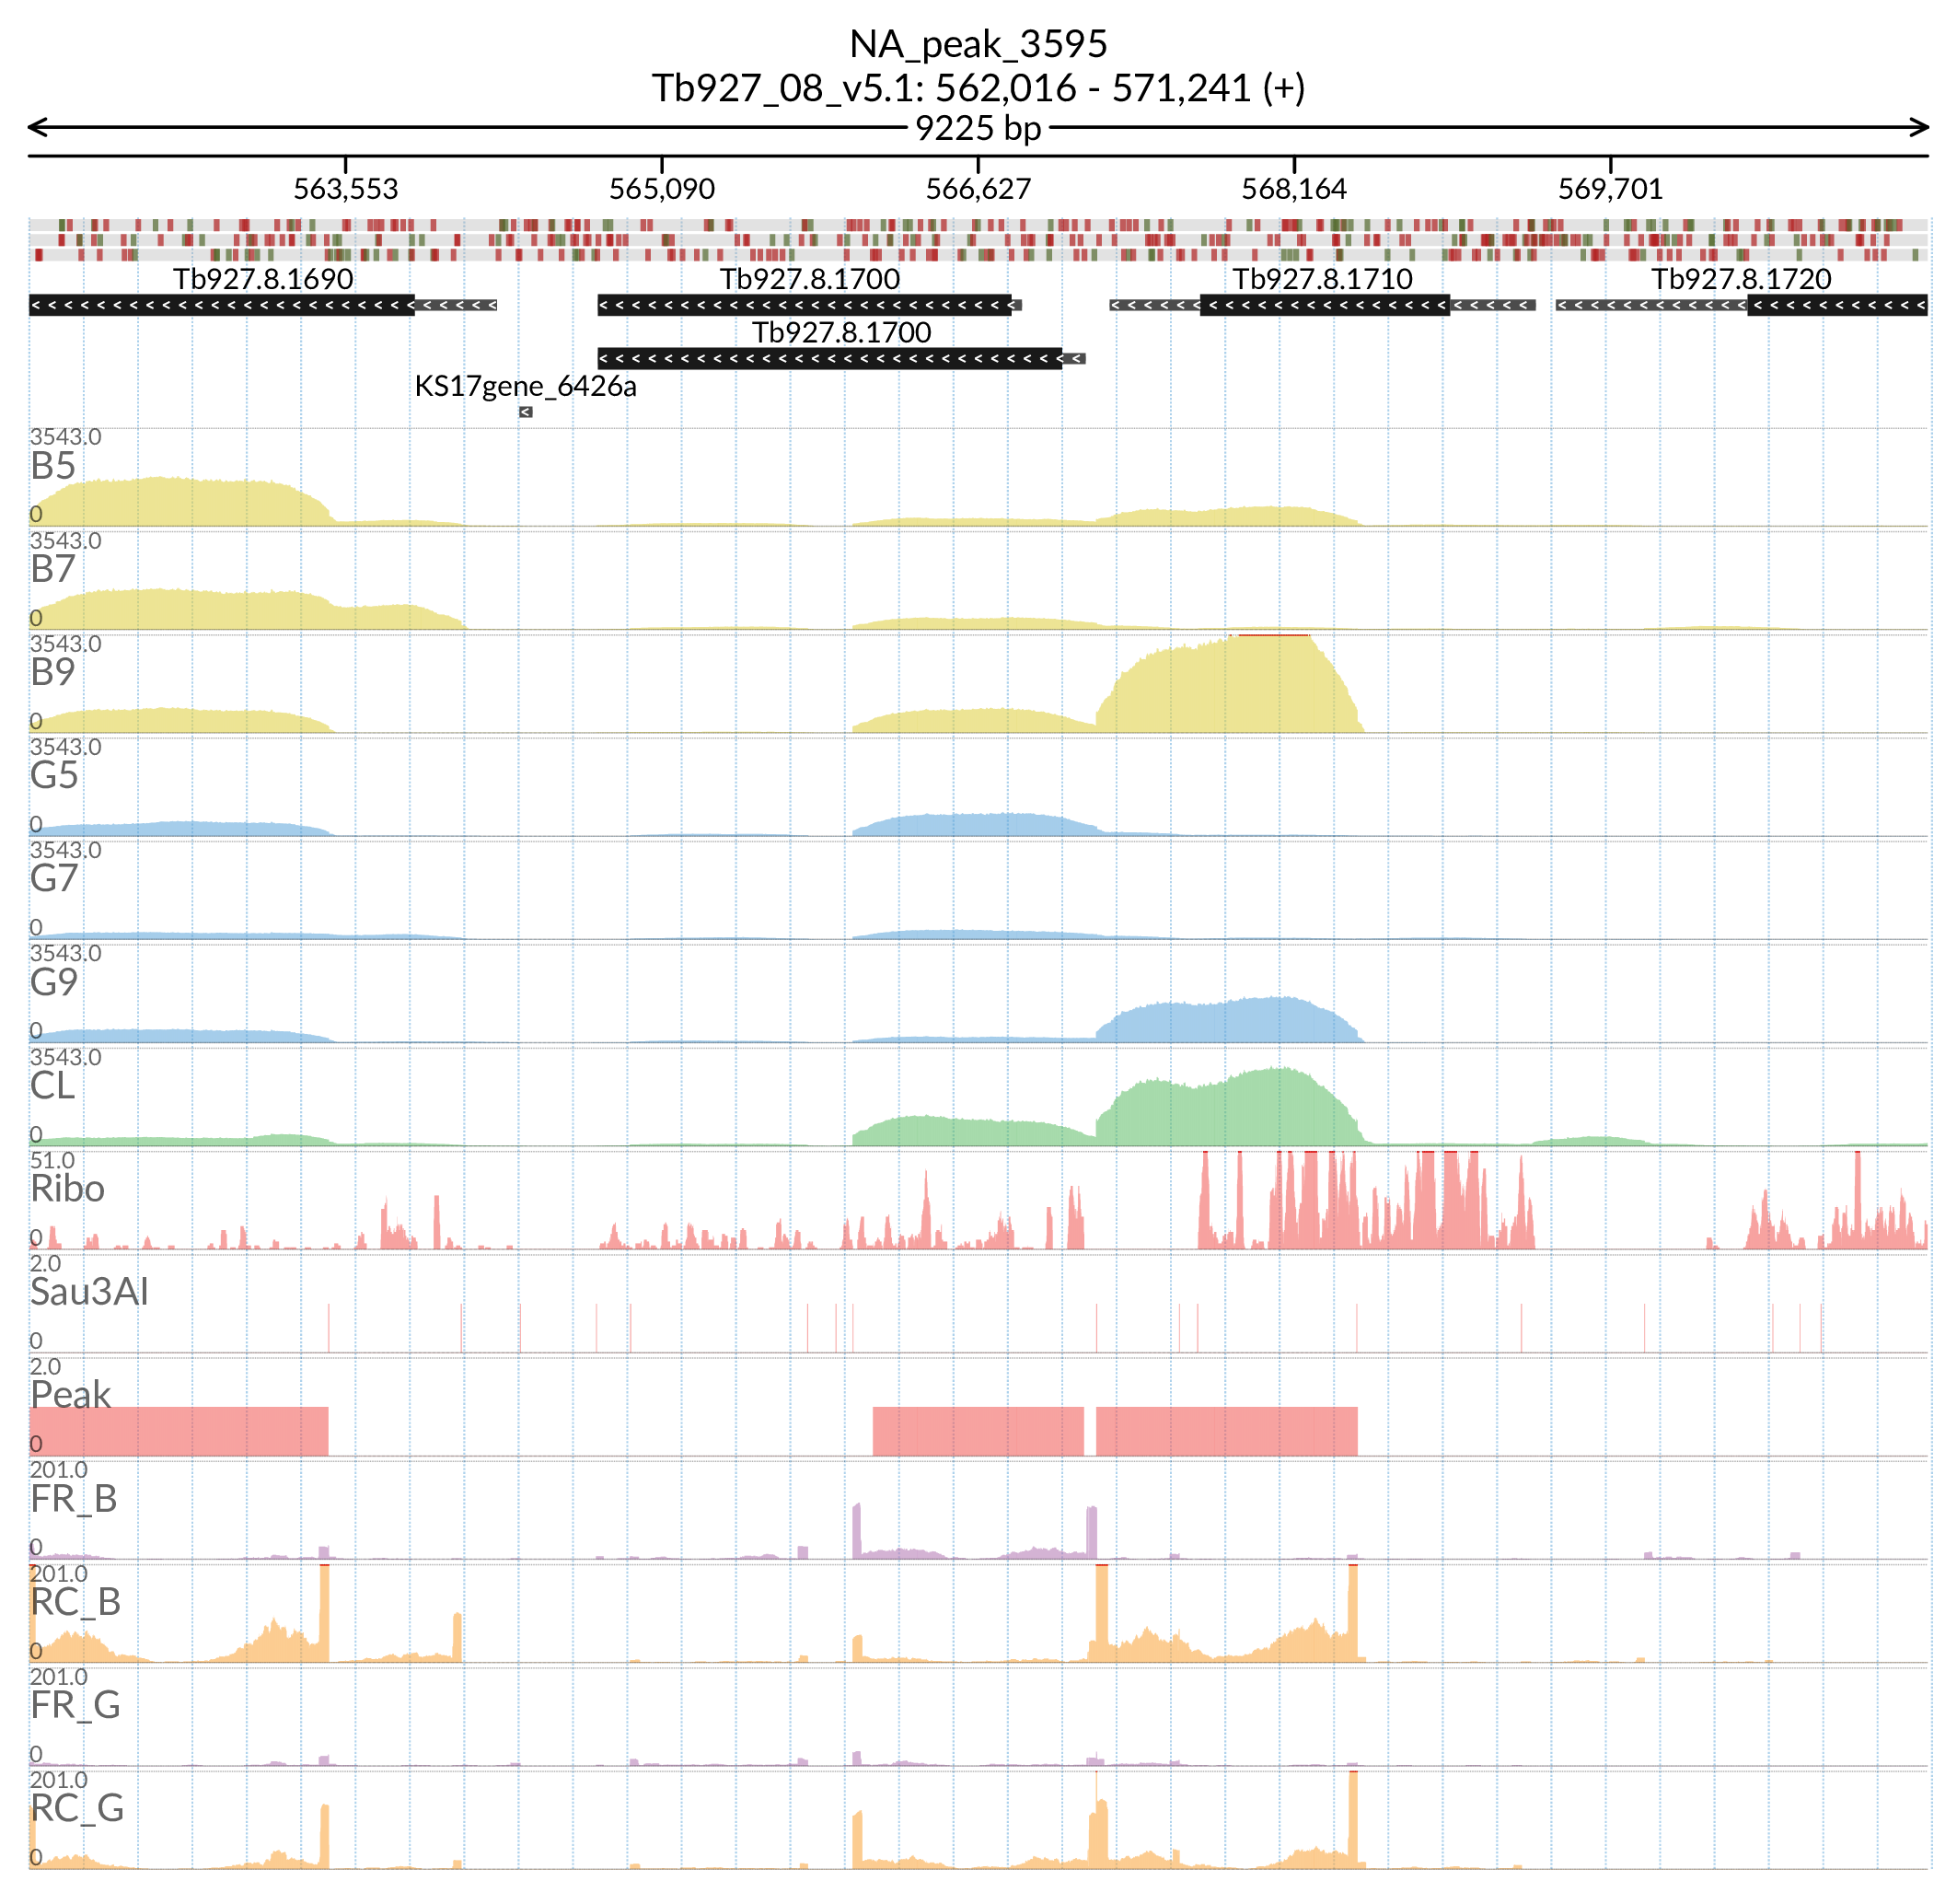 NA_peak_3595
Tb927_08_v5.1: 562,016 - 571,241 (+)
9225 bp
563,553 565,090 566,627 568,164 569,701
Tb927.8.1690 Tb927.8.1700 Tb927.8.1710 Tb927.8.1720
Tb927.8.1700
KS17gene_6426a
3543.0
B5
0
3543.0
B7
0
3543.0
B9
0
3543.0
G5
0
3543.0
G7
0
3543.0
G9
0
3543.0
CL
0
51.0
Ribo
0
2.0
Sau3AI
0
2.0
Peak
0
201.0
FR_B
0
201.0
RC_B
0
201.0
FR_G
0
201.0
RC_G
0